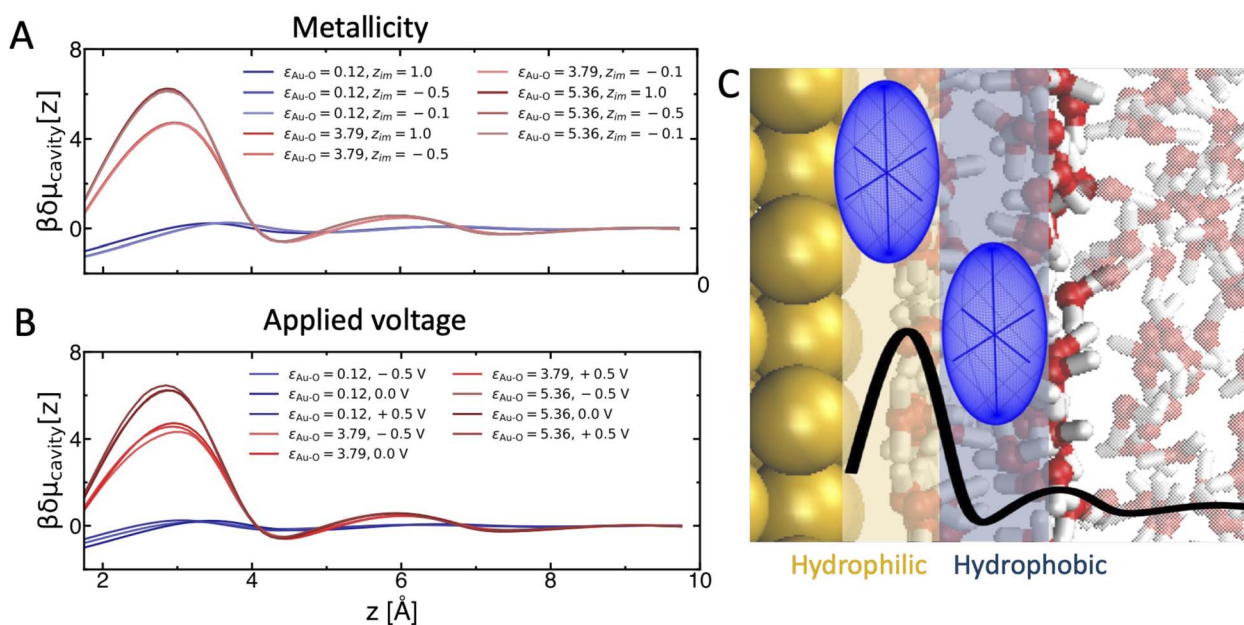 A
Metallicity
8
4
0
βδμcavity[z]
εAu-O = 0.12, zim = 1.0
εAu-O = 0.12, zim = −0.5
εAu-O = 0.12, zim = −0.1
εAu-O = 3.79, zim = 1.0
εAu-O = 3.79, zim = −0.5
εAu-O = 3.79, zim = −0.1
εAu-O = 5.36, zim = 1.0
εAu-O = 5.36, zim = −0.5
εAu-O = 5.36, zim = −0.1
0
B
Applied voltage
8
4
0
βδμcavity[z]
εAu-O = 0.12, − 0.5 V
εAu-O = 0.12, 0.0 V
εAu-O = 0.12, + 0.5 V
εAu-O = 3.79, − 0.5 V
εAu-O = 3.79, 0.0 V
εAu-O = 3.79, + 0.5 V
εAu-O = 5.36, − 0.5 V
εAu-O = 5.36, 0.0 V
εAu-O = 5.36, + 0.5 V
2 4 6 8 10
z [Å]
C
Hydrophilic Hydrophobic